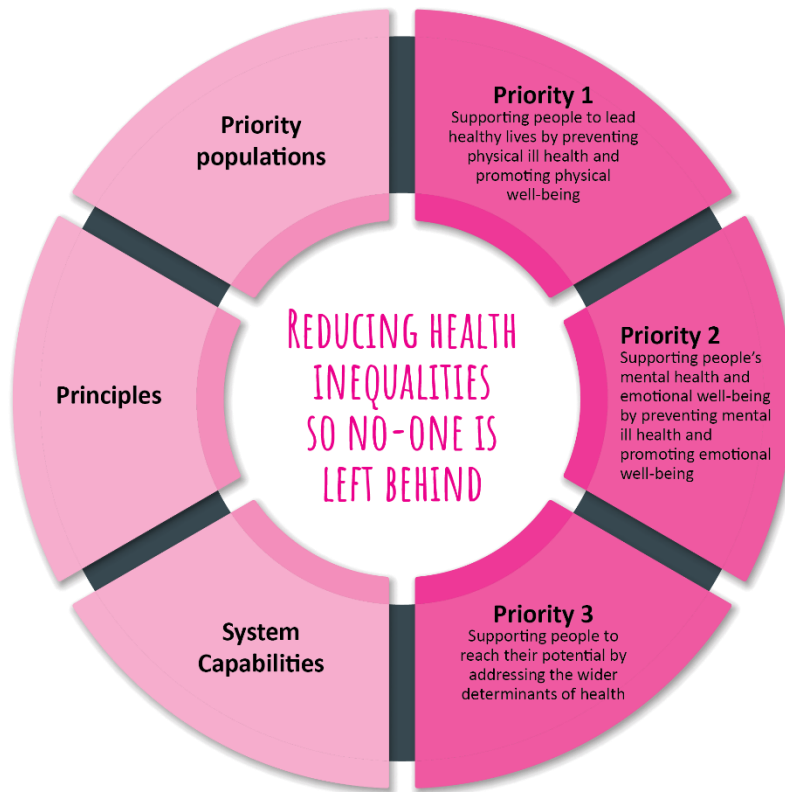 Priority
populations
Priority 1
Supporting people to lead
healthy lives by preventing
physical ill health and
promoting physical
well-being
Priority 2
Supporting people's
mental health and
emotional well-being
by preventing mental
ill health and
promoting emotional
well-being
Priority 3
Supporting people to
reach their potential by
addressing the wider
determinants of health
System
Capabilities
Principles
REDUCING HEALTH
INEQUALITIES
SO NO-ONE IS
LEFT BEHIND